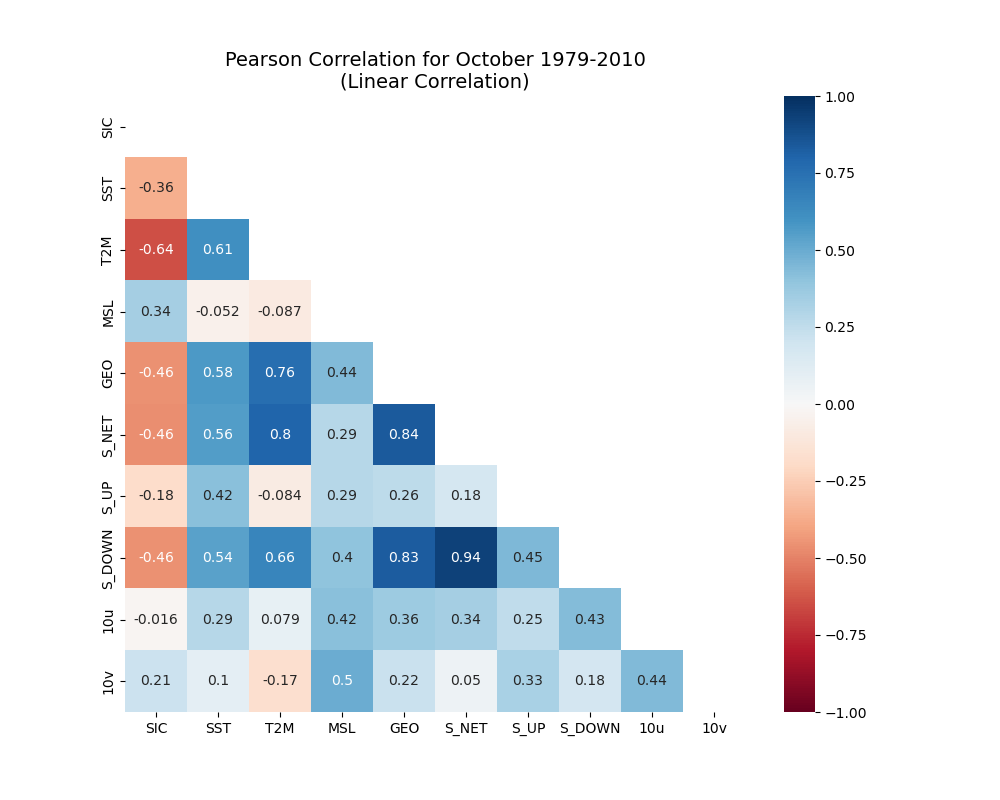 Pearson Correlation for October 1979-2010
(Linear Correlation)
SIC
SST -0.36
T2M -0.64 0.61
MSL 0.34 -0.052 -0.087
GEO -0.46 0.58 0.76 0.44
S_NET -0.46 0.56 0.8 0.29 0.84
S_UP -0.18 0.42 -0.084 0.29 0.26 0.18
S_DOWN -0.46 0.54 0.66 0.4 0.83 0.94 0.45
10u -0.016 0.29 0.079 0.42 0.36 0.34 0.25 0.43
10v 0.21 0.1 -0.17 0.5 0.22 0.05 0.33 0.18 0.44
SIC SST T2M MSL GEO S_NET S_UP S_DOWN 10u 10v
1.00
0.75
0.50
0.25
0.00
−0.25
−0.50
−0.75
−1.00